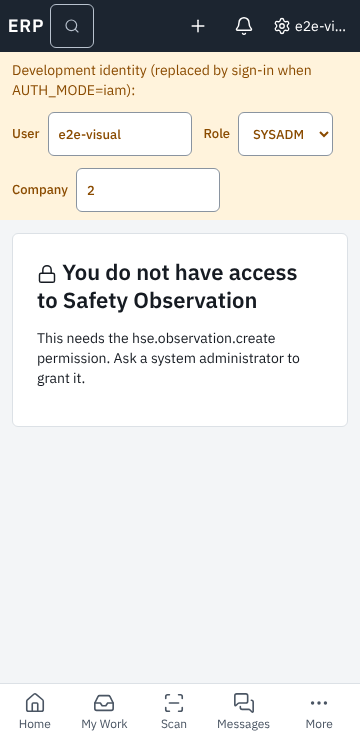 ERP
e2e-vi...
Development identity (replaced by sign-in when
AUTH_MODE=iam):
User e2e-visual Role SYSADM
Company 2
You do not have access
to Safety Observation
This needs the hse.observation.create
permission. Ask a system administrator to
grant it.
Home My Work Scan Messages More